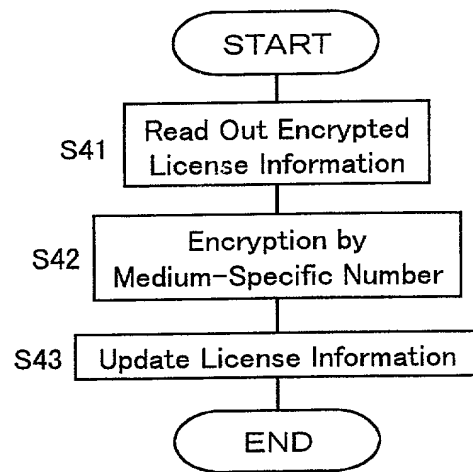 START
S41
Read Out Encrypted
License Information
S42
Encryption by
Medium-Specific Number
S43
Update License Information
END